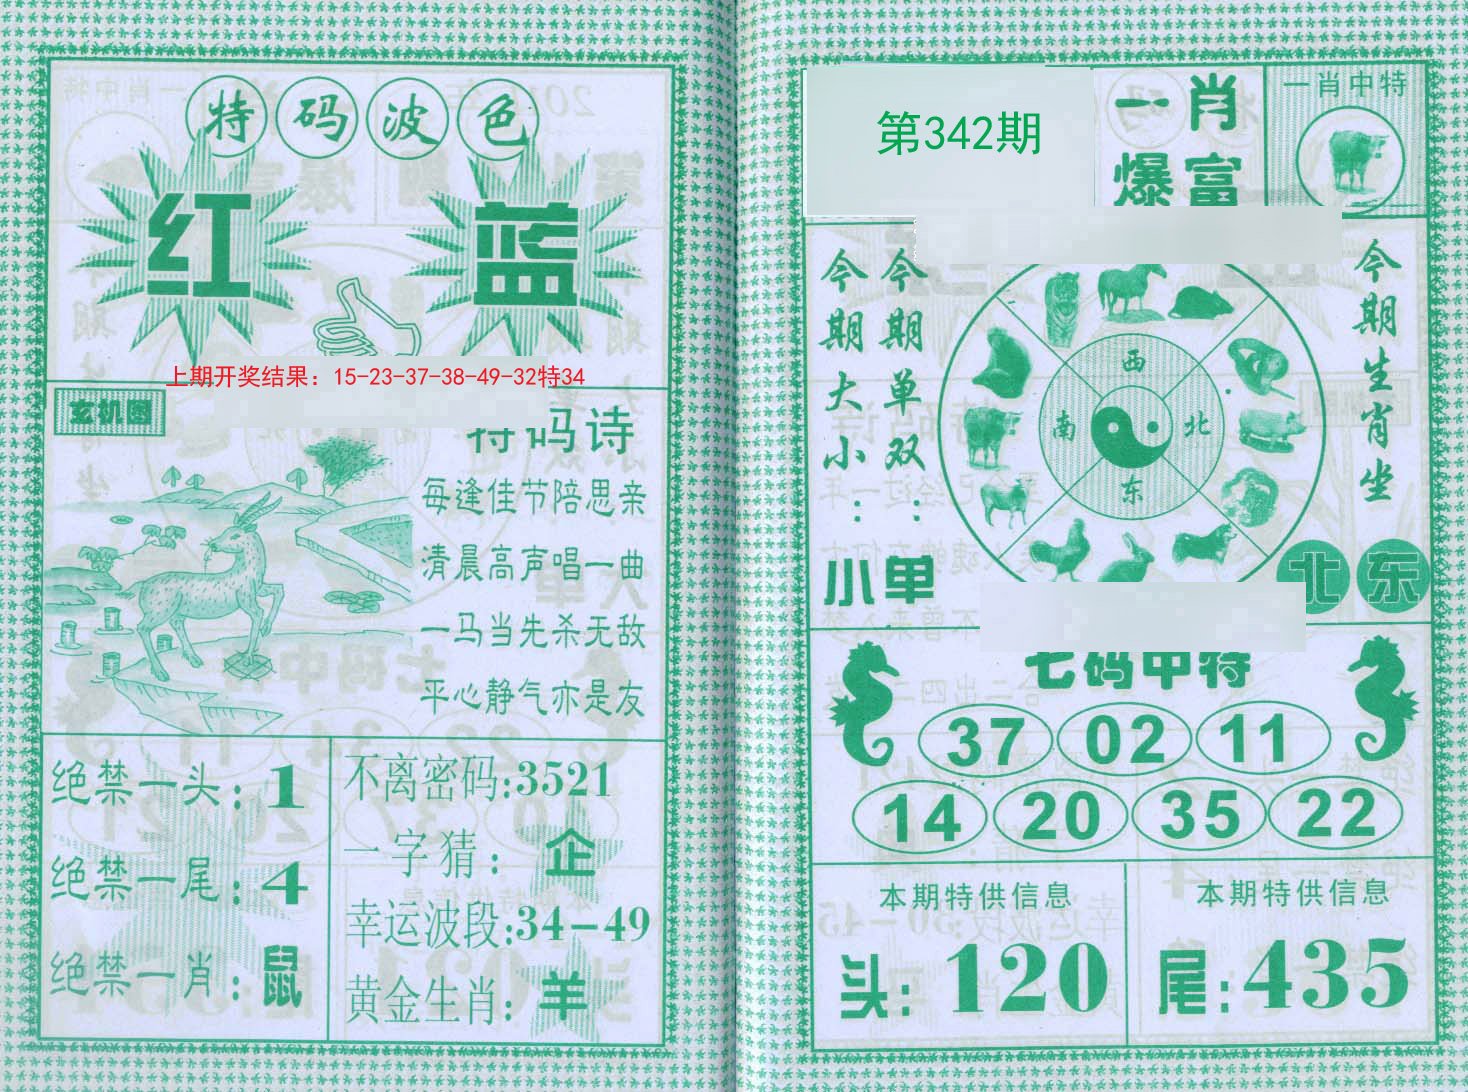 特码波色
红 蓝
上期开奖结果：15-23-37-38-49-32特34
玄机图
特码诗
每逢佳节陪思亲
清晨高声唱一曲
一马当先杀无敌
平心静气亦是友
绝禁一头：1
绝禁一尾：4
绝禁一肖：鼠
不离密码：3521
一字猜：企
幸运波段：34-49
黄金生肖：羊
第342期
一肖
爆富
一肖中特
今期大小：小
今期单双：单
西
南 北
东
今期生肖坐
北 东
七码中特
37 02 11
14 20 35 22
本期特供信息
头：120
本期特供信息
尾：435